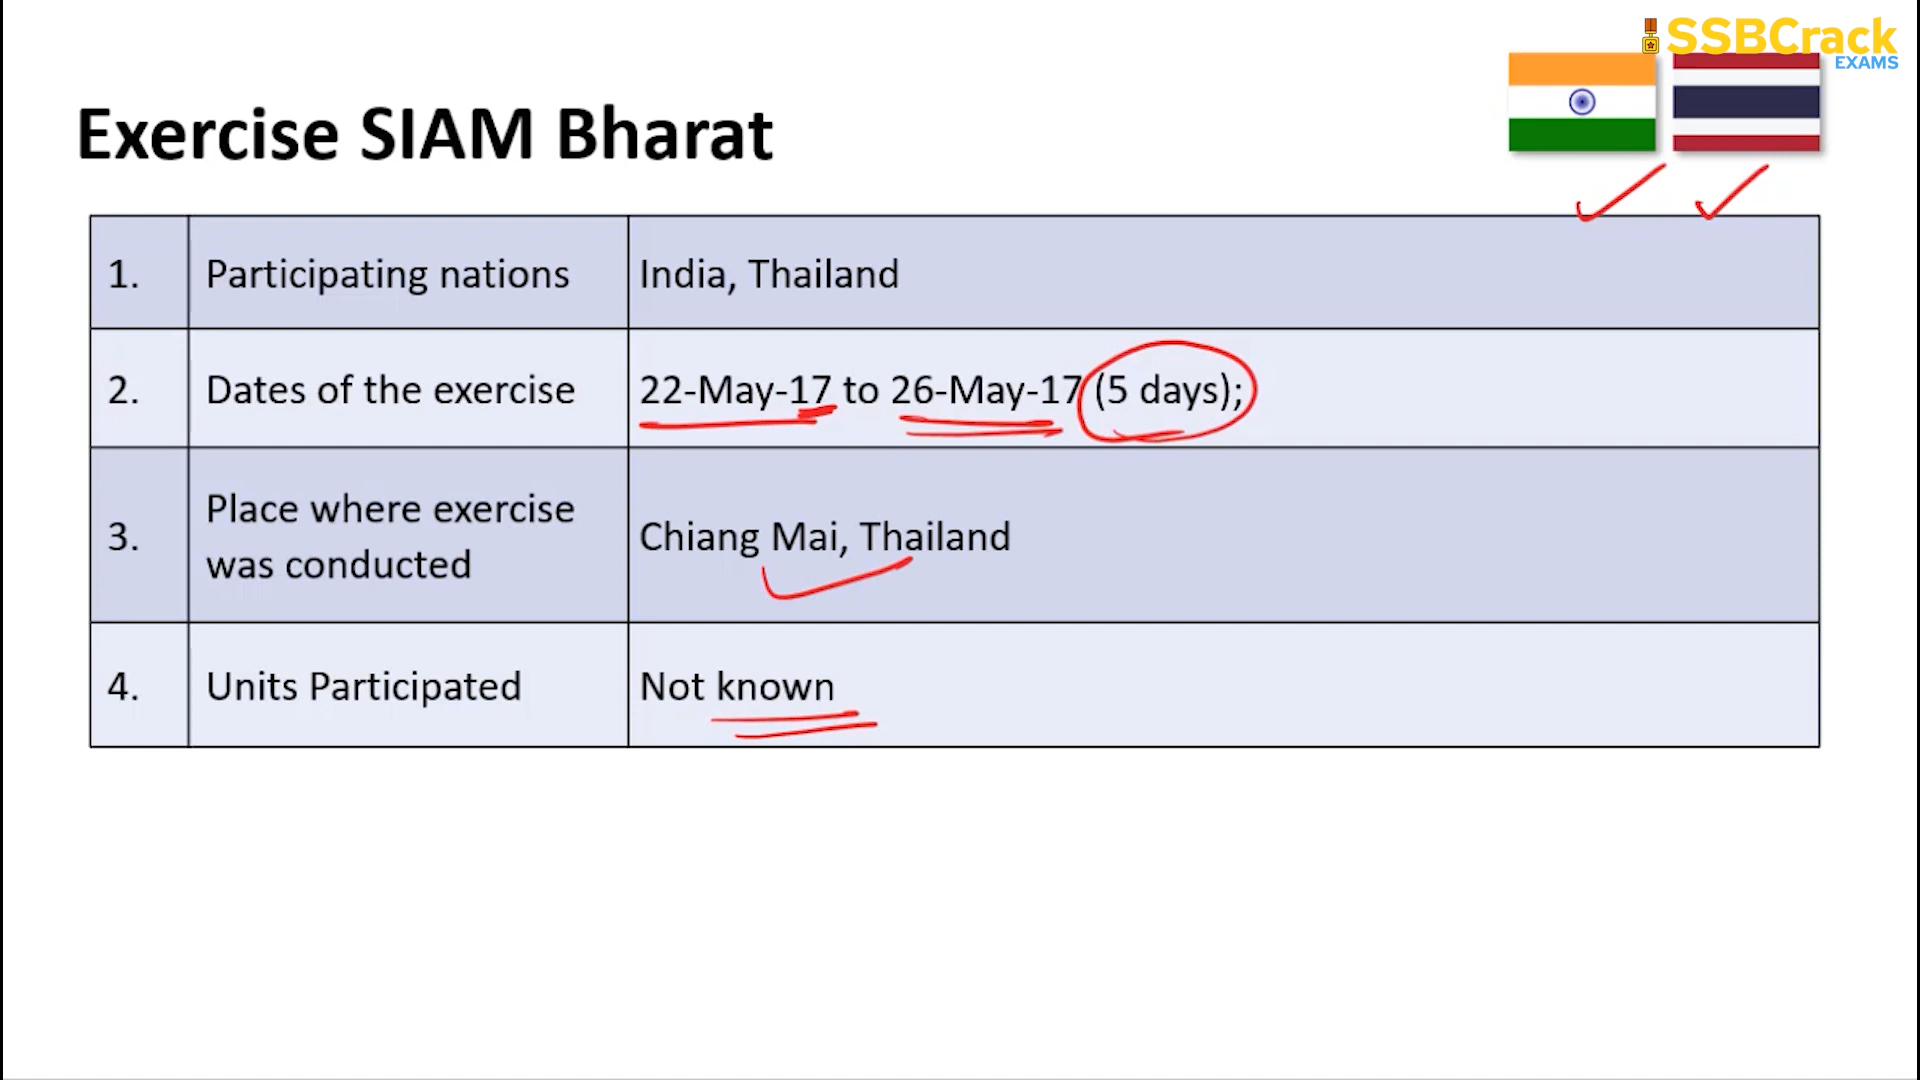 SSBCrack
EXAMS
Exercise SIAM Bharat
1. Participating nations India, Thailand
2. Dates of the exercise 22-May-17 to 26-May-17 (5 days);
3. Place where exercise was conducted Chiang Mai, Thailand
4. Units Participated Not known